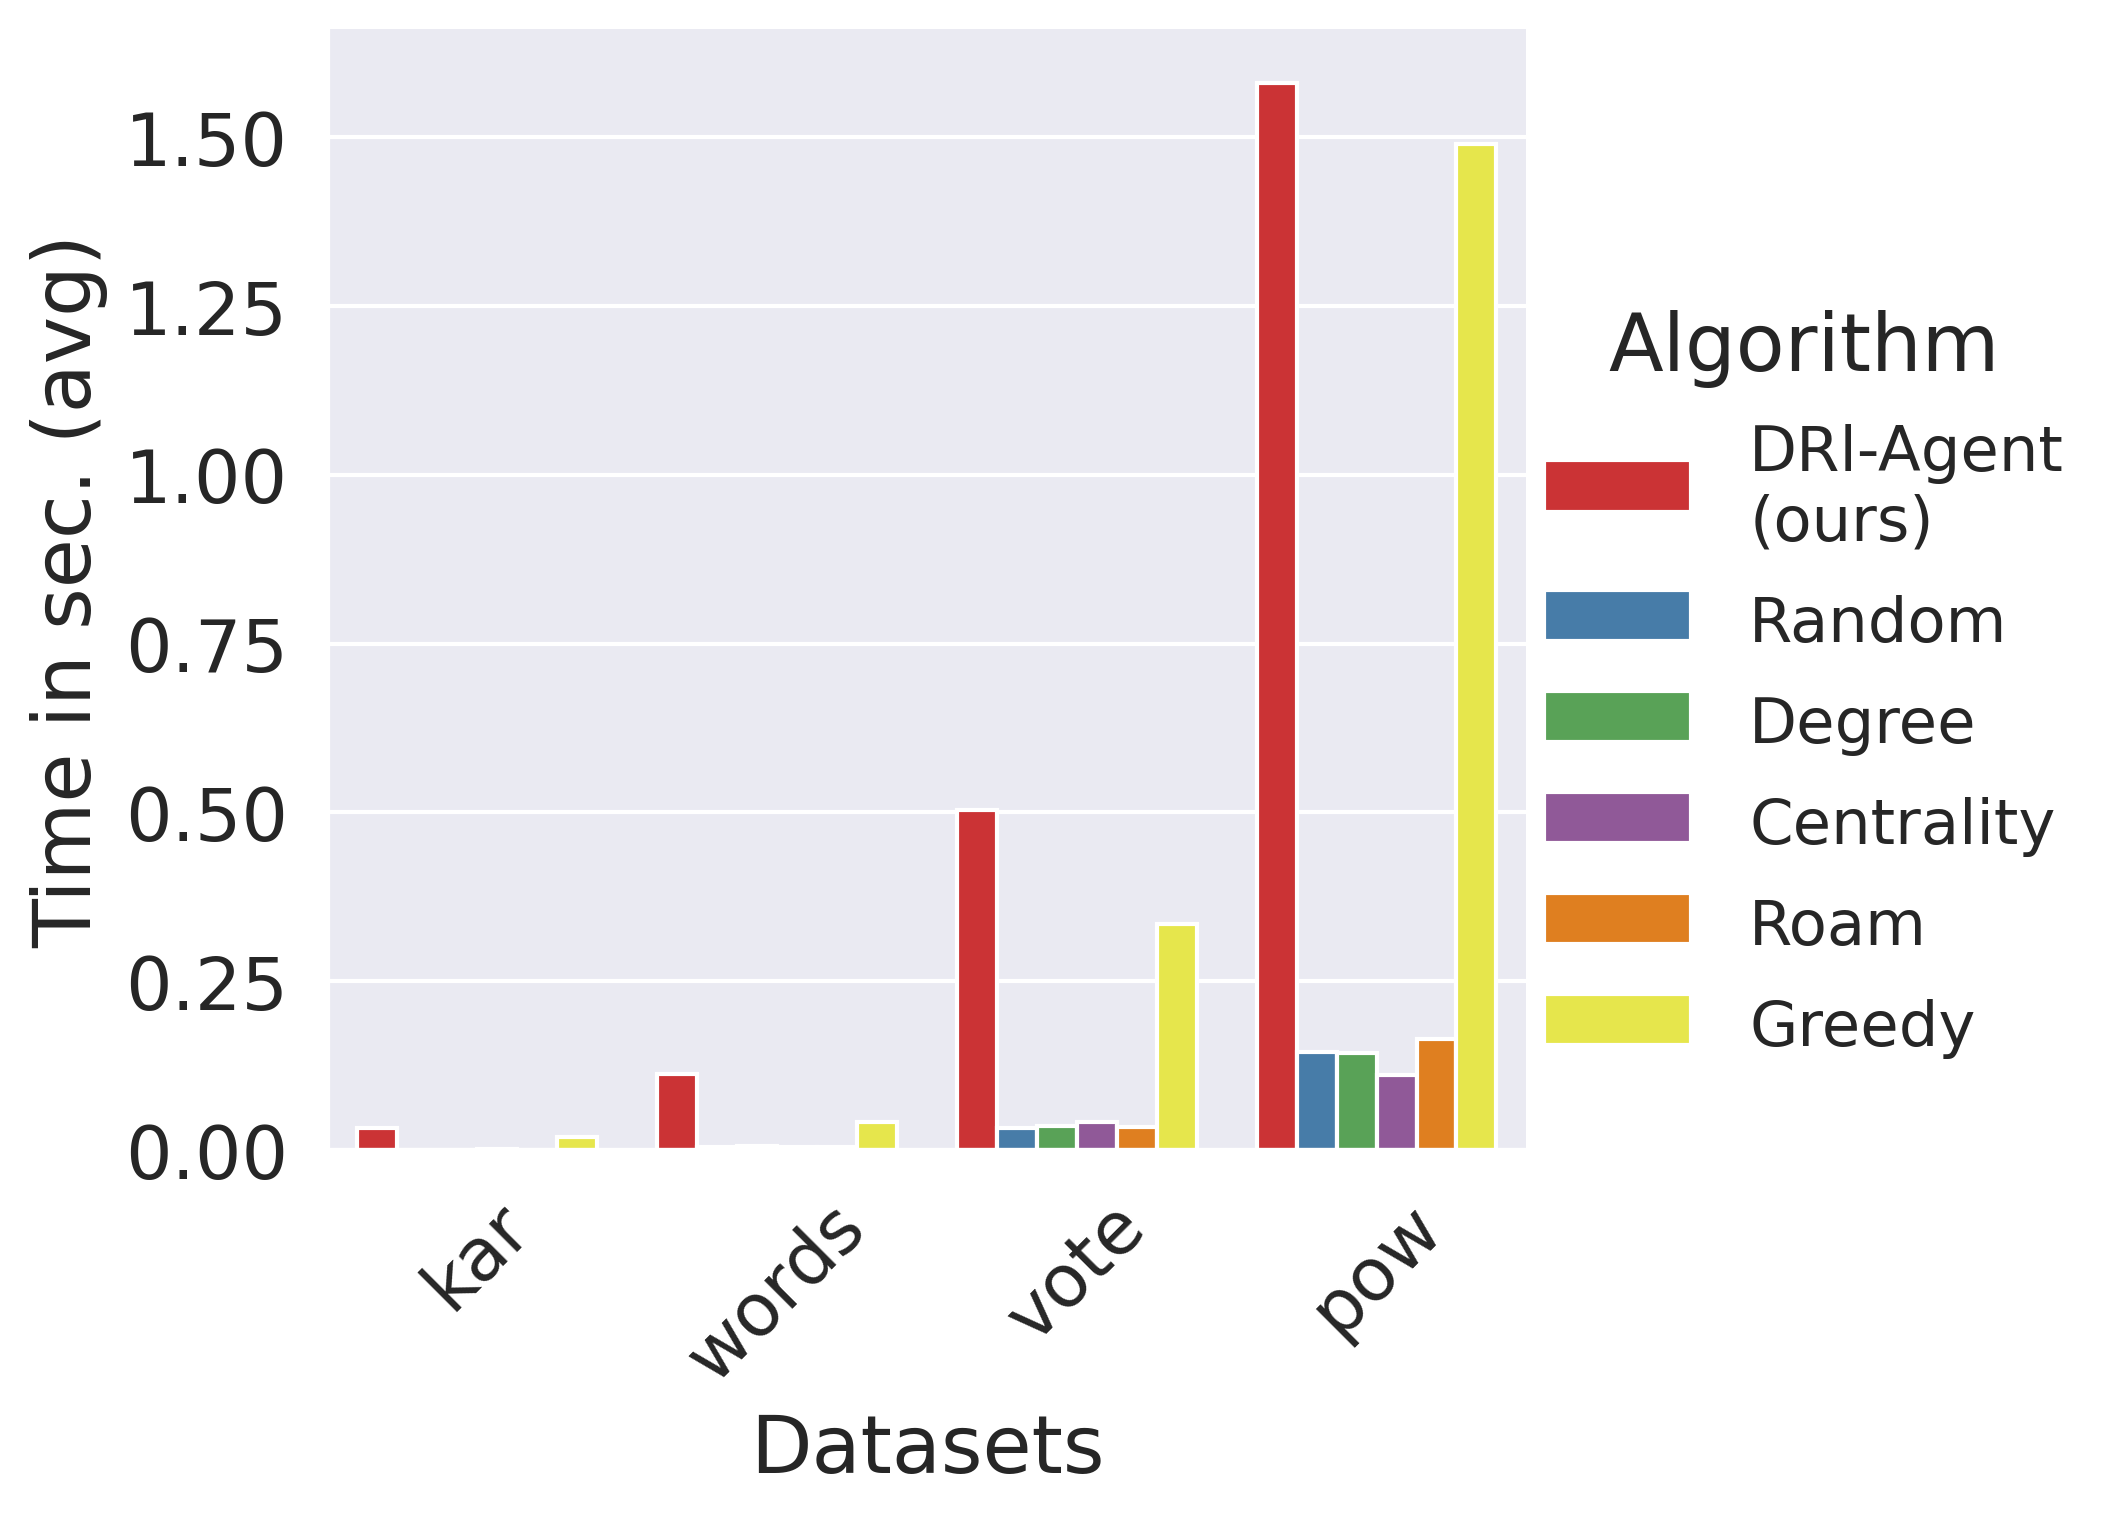 Time in sec. (avg)
1.50
1.25
1.00
0.75
0.50
0.25
0.00
kar
words
vote
pow
Datasets
Algorithm
DRl-Agent
(ours)
Random
Degree
Centrality
Roam
Greedy